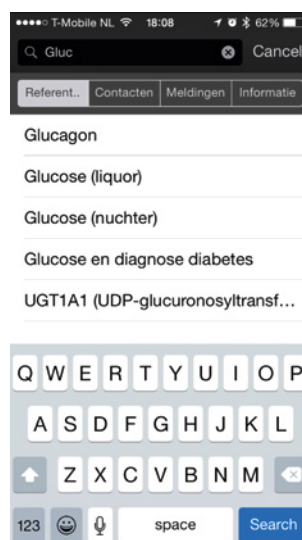 T-Mobile NL 18:08 62%
Gluc Cancel
Referent.. Contacten Meldingen Informatie
Glucagon
Glucose (liquor)
Glucose (nuchter)
Glucose en diagnose diabetes
UGT1A1 (UDP-glucuronosyltransf...
Q W E R T Y U I O P
A S D F G H J K L
Z X C V B N M
123 space Search